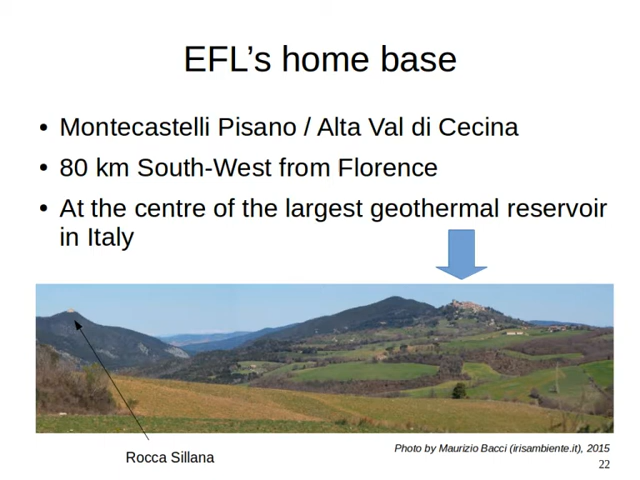 EFL’s home base
• Montecastelli Pisano / Alta Val di Cecina
• 80 km South-West from Florence
• At the centre of the largest geothermal reservoir
in Italy
Photo by Maurizio Bacci (irisambiente.it), 2015
Rocca Sillana
22